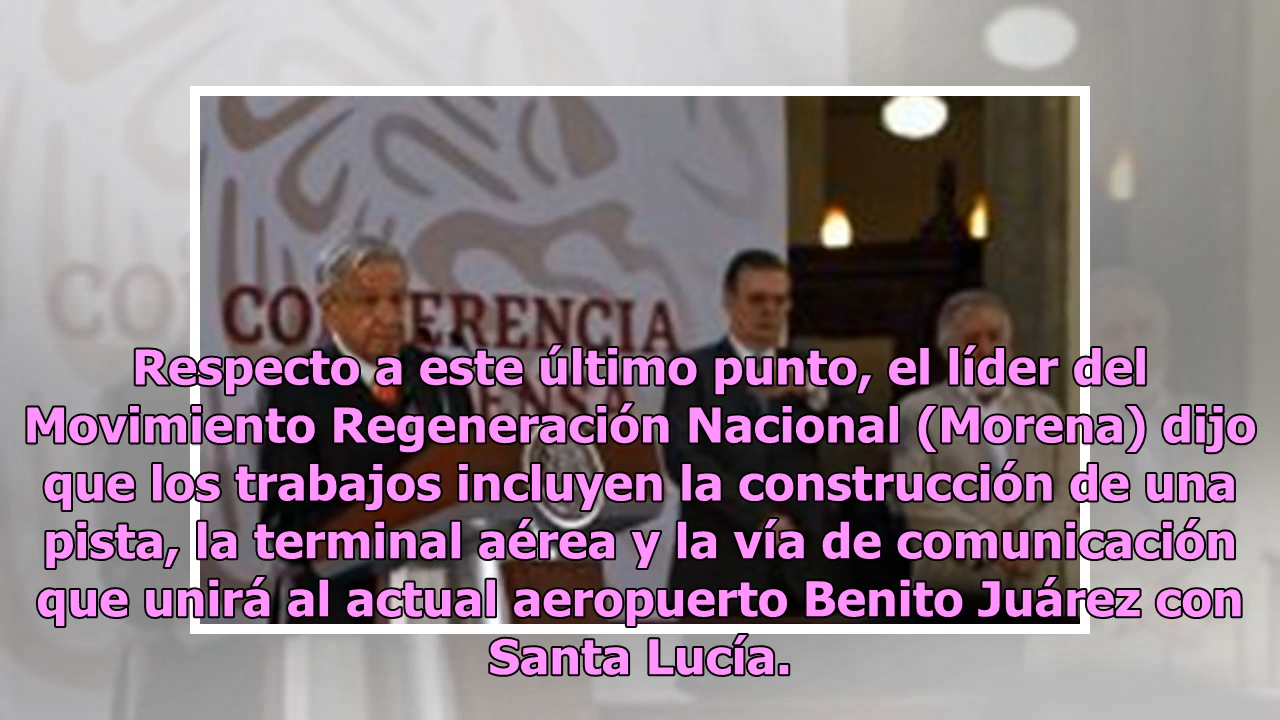 CONFERENCIA
Respecto a este último punto, el líder del
Movimiento Regeneración Nacional (Morena) dijo
que los trabajos incluyen la construcción de una
pista, la terminal aérea y la vía de comunicación
que unirá al actual aeropuerto Benito Juárez con
Santa Lucía.